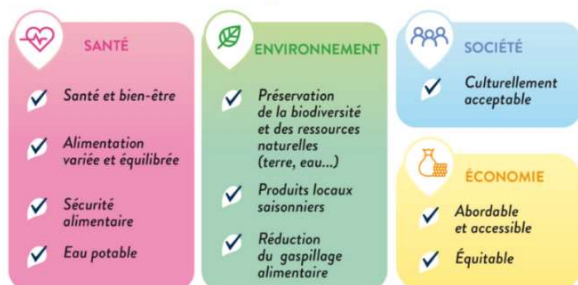 SANTÉ
Santé et bien-être
Alimentation
variée et équilibrée
Sécurité
alimentaire
Eau potable
ENVIRONNEMENT
Préservation
de la biodiversité
et des ressources
naturelles
(terre, eau...)
Produits locaux
saisonniers
Réduction
du gaspillage
alimentaire
SOCIÉTÉ
Culturellement
acceptable
ÉCONOMIE
Abordable
et accessible
Équitable